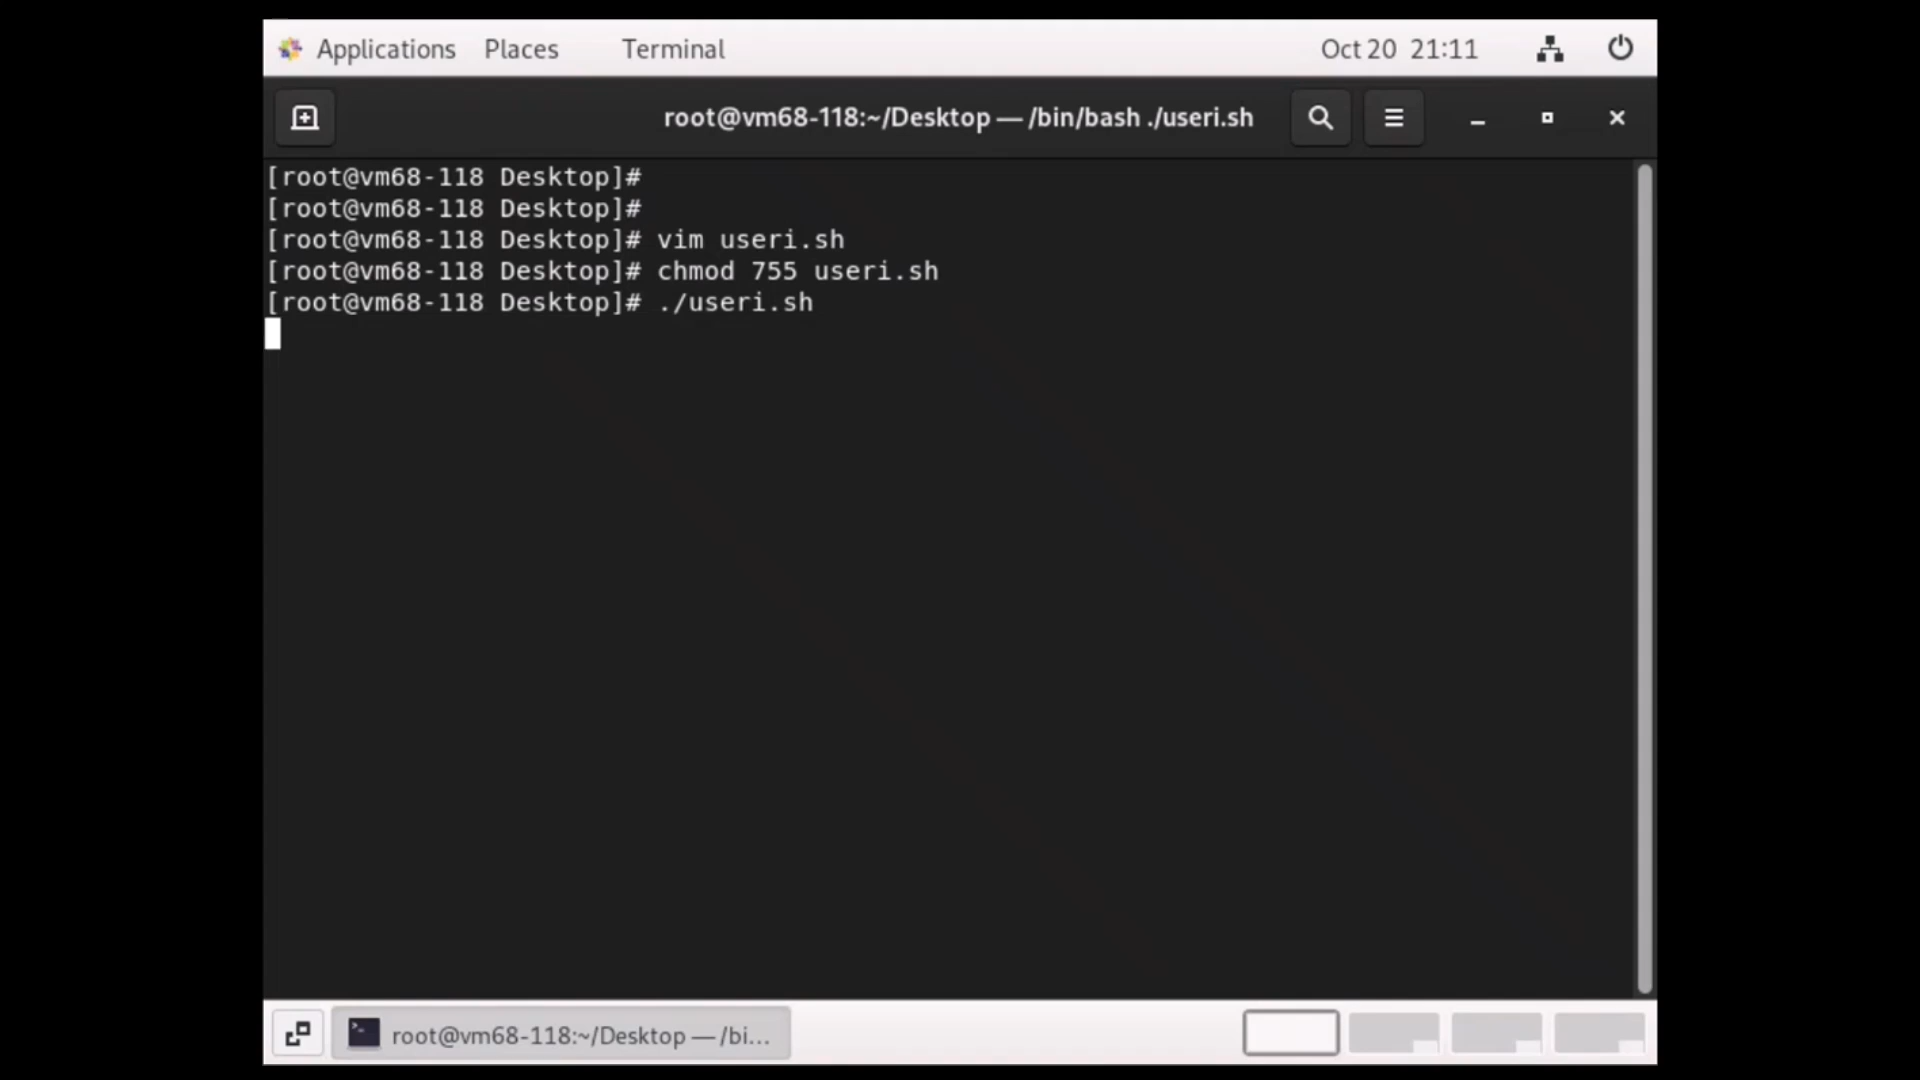 Applications Places Terminal Oct 20 21:11
root@vm68-118:~/Desktop — /bin/bash ./useri.sh
[root@vm68-118 Desktop]#
[root@vm68-118 Desktop]#
[root@vm68-118 Desktop]# vim useri.sh
[root@vm68-118 Desktop]# chmod 755 useri.sh
[root@vm68-118 Desktop]# ./useri.sh
root@vm68-118:~/Desktop — /bi...